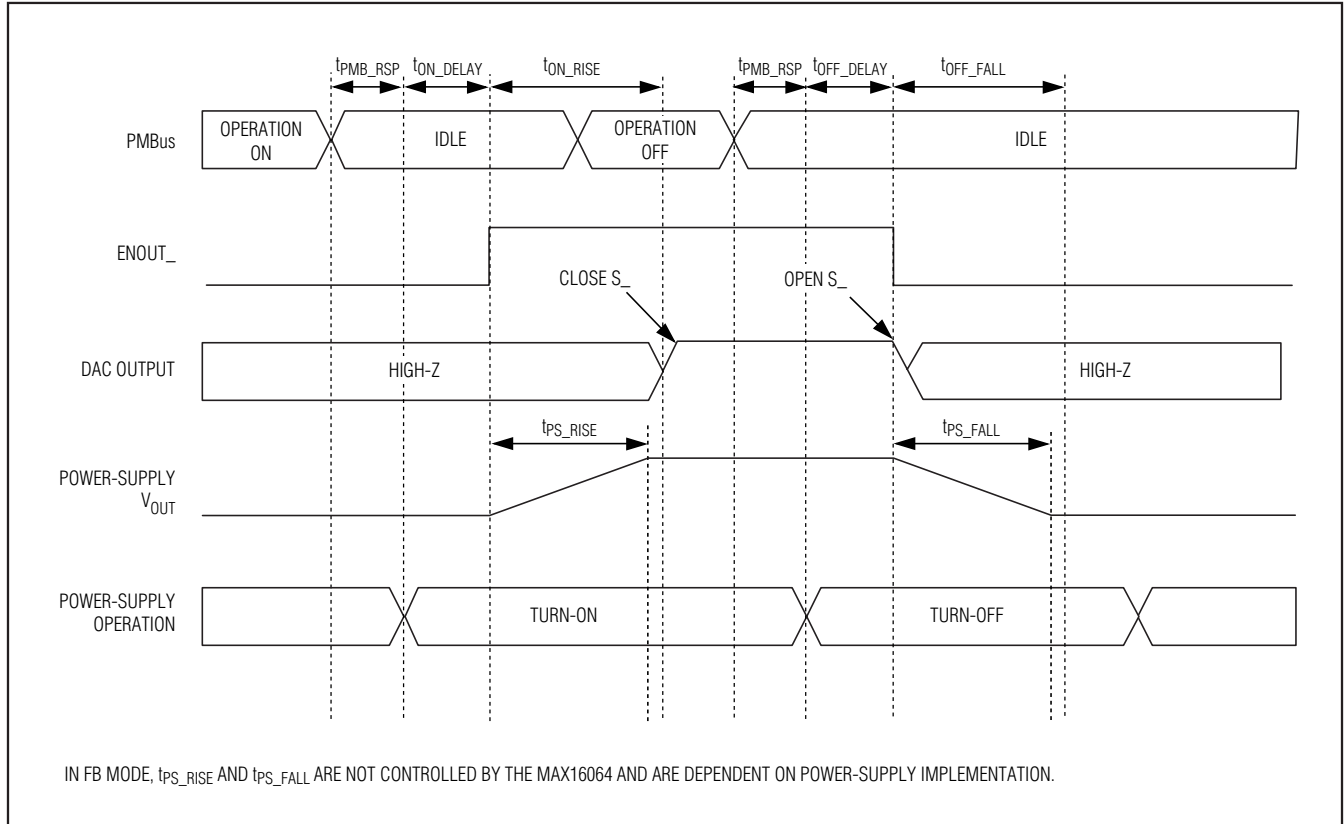 tPMB_RSP tON_DELAY tON_RISE tPMB_RSP tOFF_DELAY tOFF_FALL
PMBus
OPERATION
ON
IDLE
OPERATION
OFF
IDLE
ENOUT_
CLOSE S_
OPEN S_
DAC OUTPUT
HIGH-Z
HIGH-Z
tPS_RISE
tPS_FALL
POWER-SUPPLY
VOUT
POWER-SUPPLY
OPERATION
TURN-ON
TURN-OFF
IN FB MODE, tPS_RISE AND tPS_FALL ARE NOT CONTROLLED BY THE MAX16064 AND ARE DEPENDENT ON POWER-SUPPLY IMPLEMENTATION.